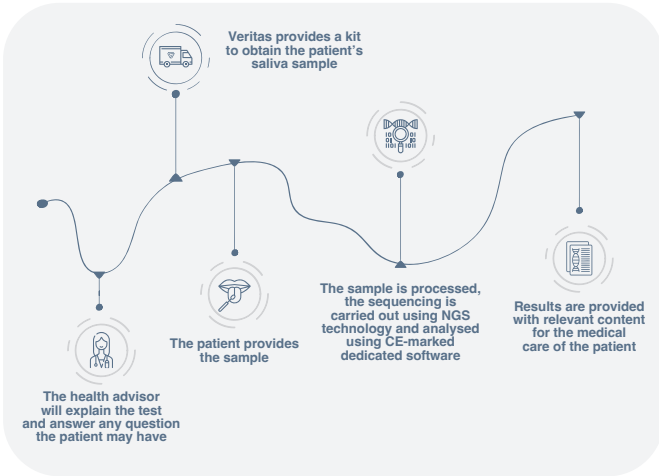 Veritas provides a kit
to obtain the patient's
saliva sample
The health advisor
will explain the test
and answer any question
the patient may have
The patient provides
the sample
The sample is processed,
the sequencing is
carried out using NGS
technology and analysed
using CE-marked
dedicated software
Results are provided
with relevant content
for the medical
care of the patient